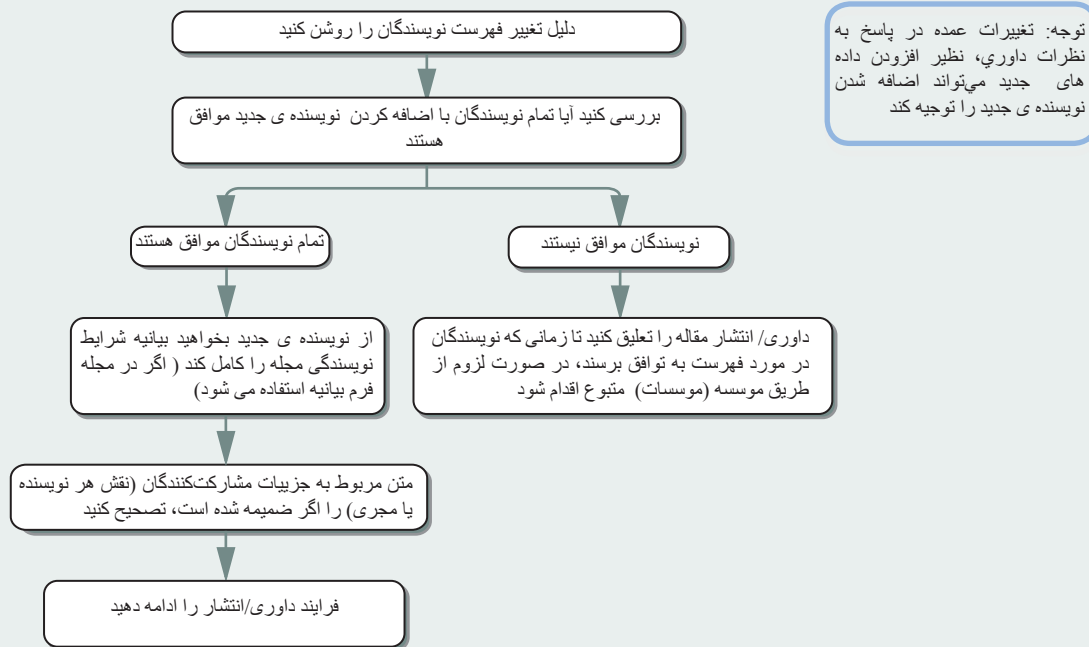 دلیل تغییر فهرست نویسندگان را روشن کنید
توجه: تغییرات عمده در پاسخ به
نظرات داوري، نظیر افزودن داده
های جدید مي‌تواند اضافه شدن
نویسنده ی جدید را توجیه کند
بررسی کنید آیا تمام نویسندگان با اضافه کردن نویسنده ی جدید موافق
هستند
تمام نویسندگان موافق هستند
نویسندگان موافق نیستند
از نویسنده ی جدید بخواهید بیانیه شرایط
نویسندگی مجله را کامل کند ( اگر در مجله
فرم بیانیه استفاده می شود)
داوری/ انتشار مقاله را تعلیق کنید تا زمانی که نویسندگان
در مورد فهرست به توافق برسند، در صورت لزوم از
طریق موسسه (موسسات) متبوع اقدام شود
متن مربوط به جزییات مشارکت‌کنندگان (نقش هر نویسنده
یا مجری) را اگر ضمیمه شده است، تصحیح کنید
فرایند داوری/انتشار را ادامه دهید